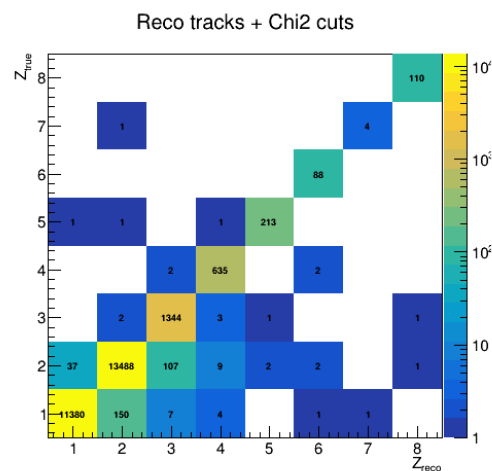 Reco tracks + Chi2 cuts
Z_true
8 110 10^4
7 1 4
6 88 10^3
5 1 1 1 213
4 2 635 2 10^2
3 2 1344 3 1 1
2 37 13488 107 9 2 2 1 10
1 11380 150 7 4 1 1 1
1 2 3 4 5 6 7 8
Z_reco